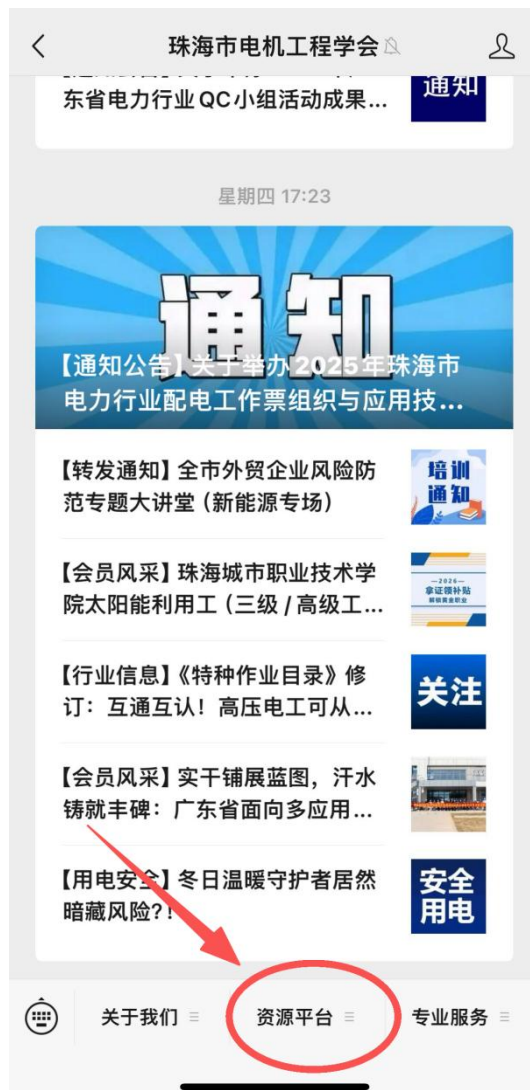 珠海市电机工程学会
东省电力行业QC小组活动成果...
通知
星期四 17:23
通知
【通知公告】关于举办2025年珠海市
电力行业配电工作票组织与应用技...
【转发通知】全市外贸企业风险防
范专题大讲堂（新能源专场）
培训
通知
【会员风采】珠海城市职业技术学
院太阳能利用工（三级 / 高级工...
—2026—
拿证领补贴
【行业信息】《特种作业目录》修
订：互通互认！高压电工可从...
关注
【会员风采】实干铺展蓝图，汗水
铸就丰碑：广东省面向多应用...
【用电安全】冬日温暖守护者居然
暗藏风险?!
安全
用电
关于我们
资源平台
专业服务